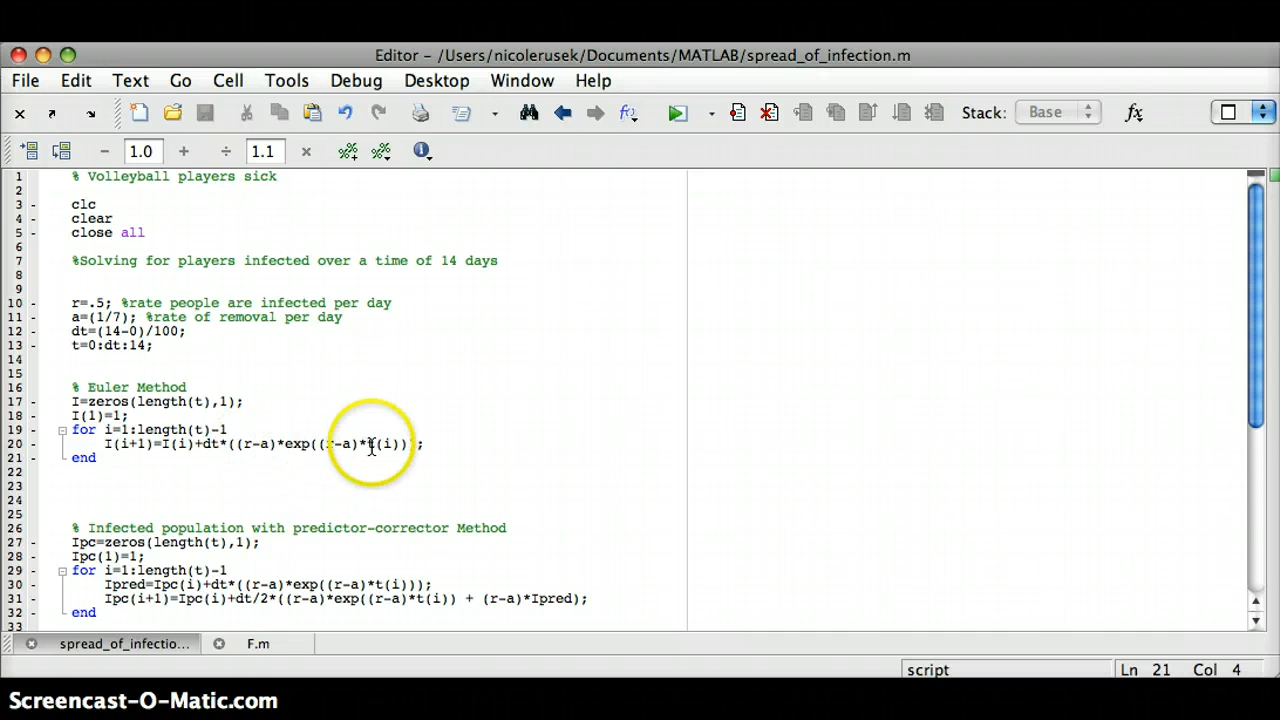 Editor - /Users/nicolerusek/Documents/MATLAB/spread_of_infection.m
File Edit Text Go Cell Tools Debug Desktop Window Help
Stack: Base fx
1.0 1.1
1 % Volleyball players sick
2
3 - clc
4 - clear
5 - close all
6
7 %Solving for players infected over a time of 14 days
8
9
10 - r=.5; %rate people are infected per day
11 - a=(1/7); %rate of removal per day
12 - dt=(14-0)/100;
13 - t=0:dt:14;
14
15
16 % Euler Method
17 - I=zeros(length(t),1);
18 - I(1)=1;
19 - for i=1:length(t)-1
20 - I(i+1)=I(i)+dt*((r-a)*exp((r-a)*t(i)));
21 - end
22
23
24
25
26 % Infected population with predictor-corrector Method
27 - Ipc=zeros(length(t),1);
28 - Ipc(1)=1;
29 - for i=1:length(t)-1
30 - Ipred=Ipc(i)+dt*((r-a)*exp((r-a)*t(i)));
31 - Ipc(i+1)=Ipc(i)+dt/2*((r-a)*exp((r-a)*t(i)) + (r-a)*Ipred);
32 - end
33
spread_of_infectio... F.m
script Ln 21 Col 4
Screencast-O-Matic.com